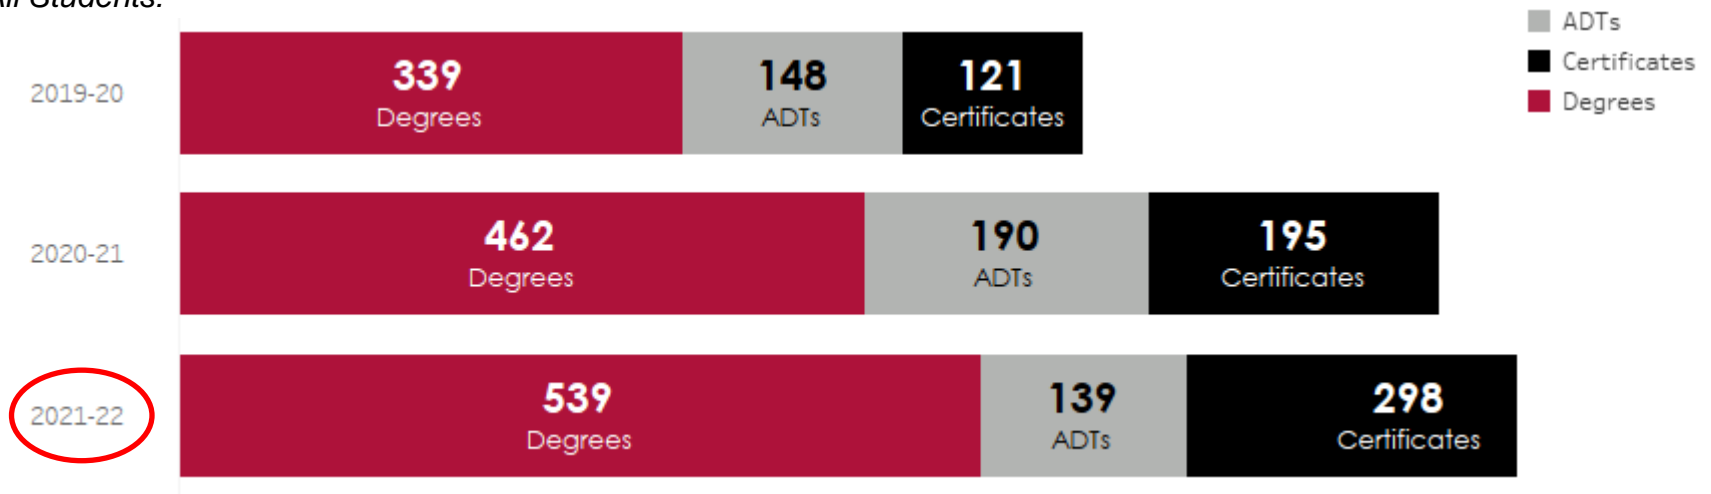 All Students.
ADTs
Certificates
Degrees
2019-20
339
Degrees
148
ADTs
121
Certificates
2020-21
462
Degrees
190
ADTs
195
Certificates
2021-22
539
Degrees
139
ADTs
298
Certificates